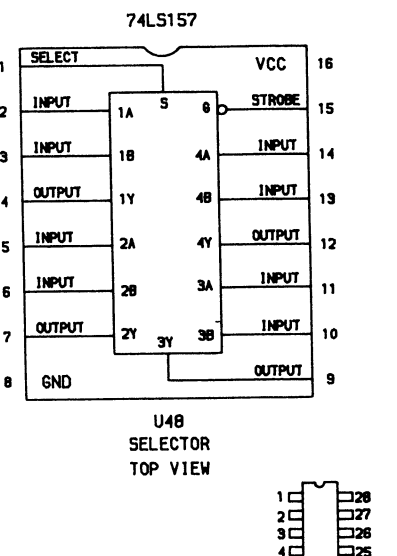 74LS157
1 SELECT VCC 16
S G STROBE 15
2 INPUT 1A
3 INPUT 1B 4A INPUT 14
4 OUTPUT 1Y 4B INPUT 13
5 INPUT 2A 4Y OUTPUT 12
6 INPUT 2B 3A INPUT 11
7 OUTPUT 2Y 3Y 3B INPUT 10
8 GND OUTPUT 9
U48
SELECTOR
TOP VIEW
1 28
2 27
3 26
4 25